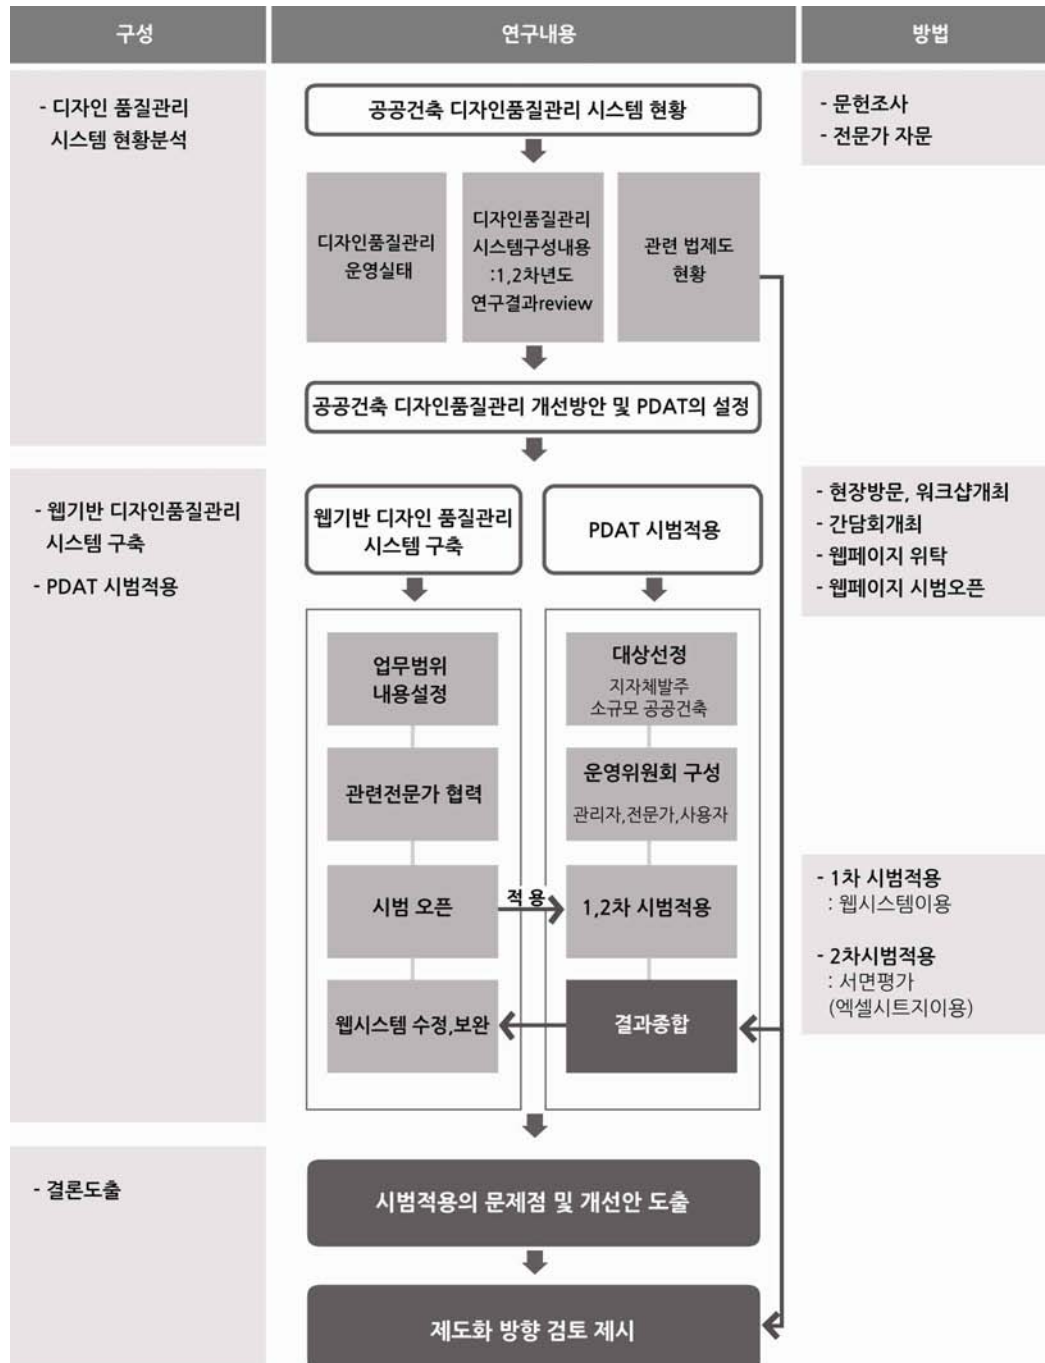 구성
연구내용
방법
- 디자인 품질관리
시스템 현황분석
공공건축 디자인품질관리 시스템 현황
- 문헌조사
- 전문가 자문
디자인품질관리
운영실태
디자인품질관리
시스템구성내용
:1,2차년도
연구결과review
관련 법제도
현황
공공건축 디자인품질관리 개선방안 및 PDAT의 설정
- 웹기반 디자인품질관리
시스템 구축
- PDAT 시범적용
웹기반 디자인 품질관리
시스템 구축
PDAT 시범적용
- 현장방문, 워크샵개최
- 간담회개최
- 웹페이지 위탁
- 웹페이지 시범오픈
업무범위
내용설정
대상선정
지자체발주
소규모 공공건축
관련전문가 협력
운영위원회 구성
관리자,전문가,사용자
시범 오픈
적 용
1,2차 시범적용
- 1차 시범적용
: 웹시스템이용
- 2차시범적용
: 서면평가
(엑셀시트지이용)
웹시스템 수정,보완
결과종합
- 결론도출
시범적용의 문제점 및 개선안 도출
제도화 방향 검토 제시